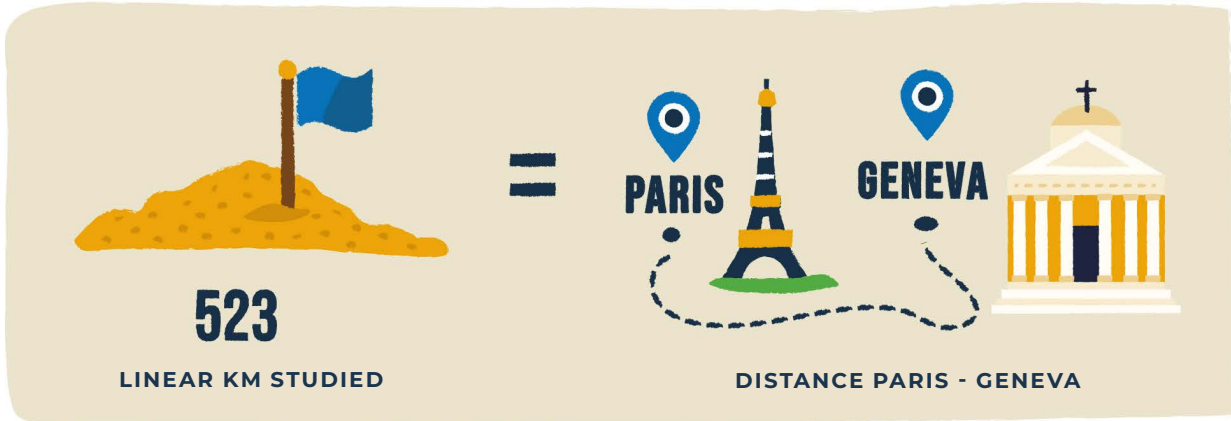 523
LINEAR KM STUDIED
=
PARIS
GENEVA
DISTANCE PARIS - GENEVA